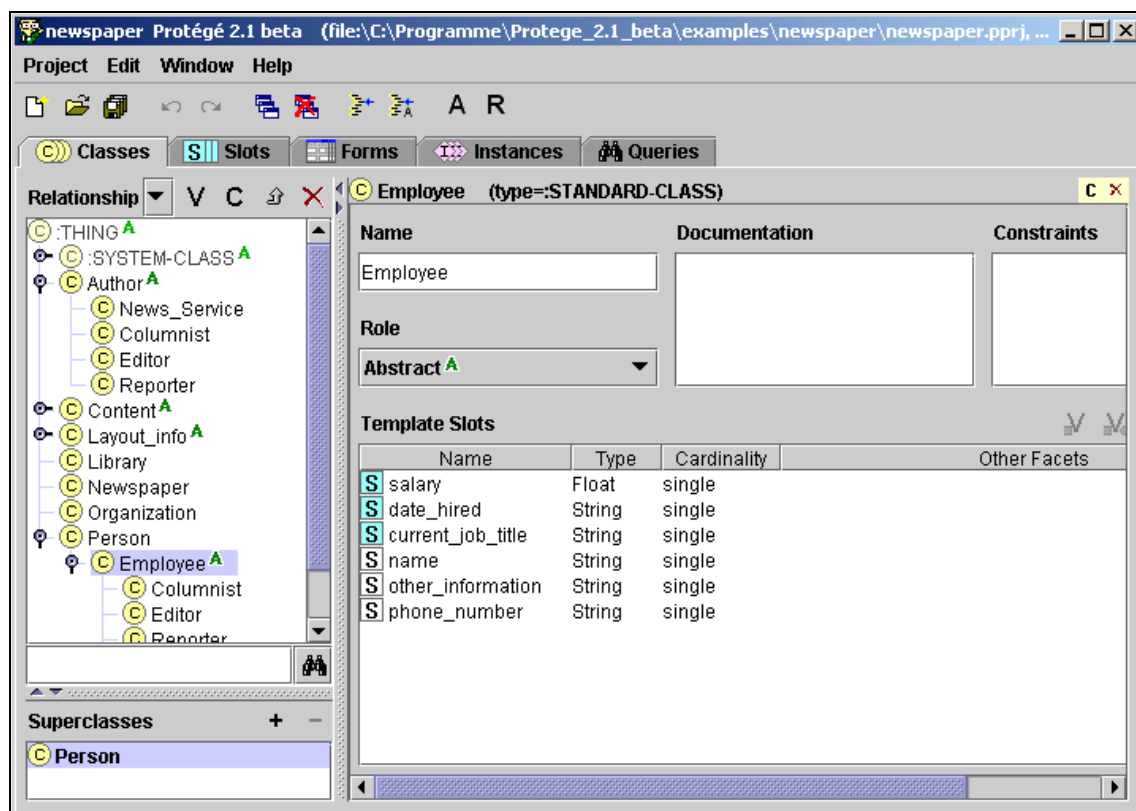 newspaper Protégé 2.1 beta (file:\C:\Programme\Protege_2.1_beta\examples\newspaper\newspaper.pprj, ...
Project Edit Window Help
A R
C Classes S Slots Forms I Instances Queries
Relationship V C
C :THING A
C :SYSTEM-CLASS A
C Author A
C News_Service
C Columnist
C Editor
C Reporter
C Content A
C Layout_info A
C Library
C Newspaper
C Organization
C Person
C Employee A
C Columnist
C Editor
C Reporter
Superclasses + -
C Person
C Employee (type=:STANDARD-CLASS) C ×
Name Documentation Constraints
Employee
Role
Abstract A
Template Slots V V
Name Type Cardinality Other Facets
S salary Float single
S date_hired String single
S current_job_title String single
S name String single
S other_information String single
S phone_number String single